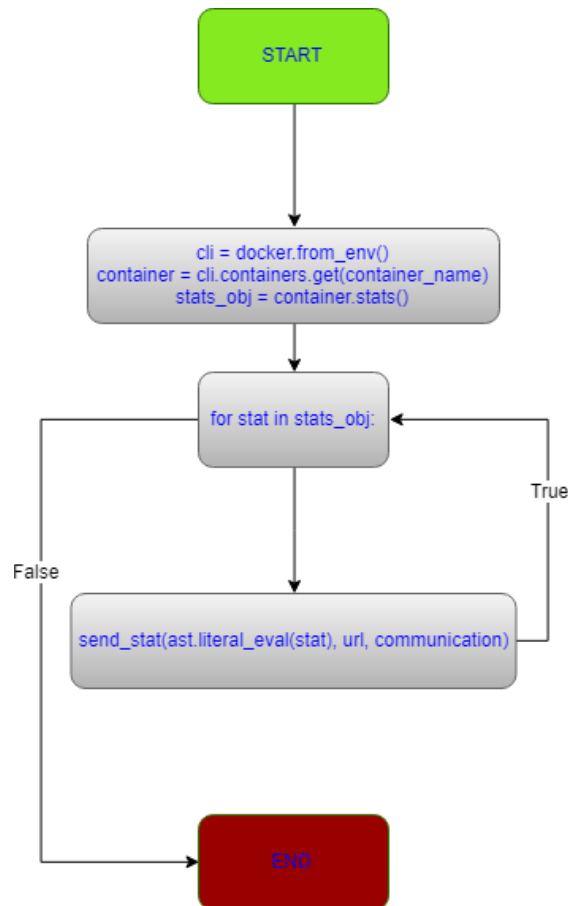 START
cli = docker.from_env()
container = cli.containers.get(container_name)
stats_obj = container.stats()
for stat in stats_obj:
True
False
send_stat(ast.literal_eval(stat), url, communication)
END